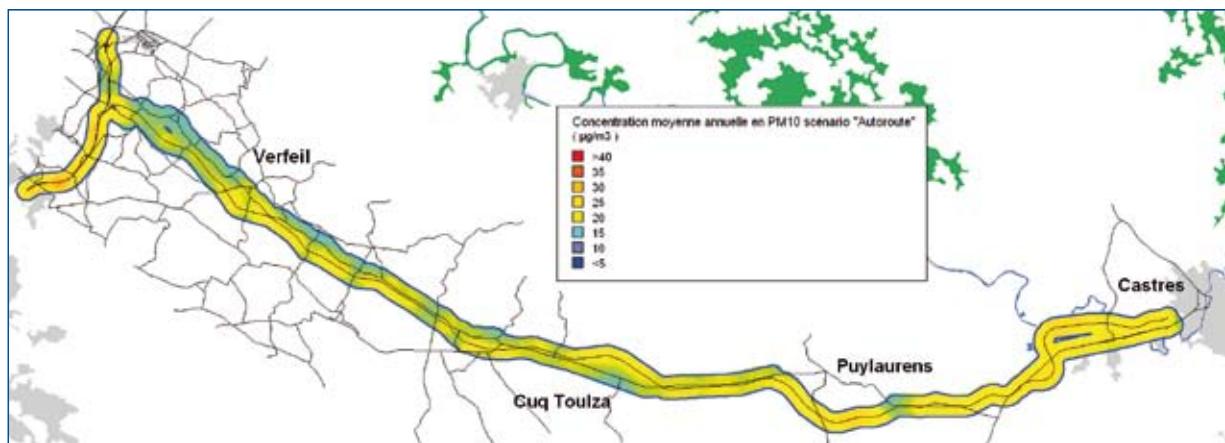 Concentration moyenne annuelle en PM10 scénario "Autoroute"
( µg/m3 )
>40
35
30
25
20
15
10
<5
Verfeil
Castres
Puylaurens
Cuq Toulza